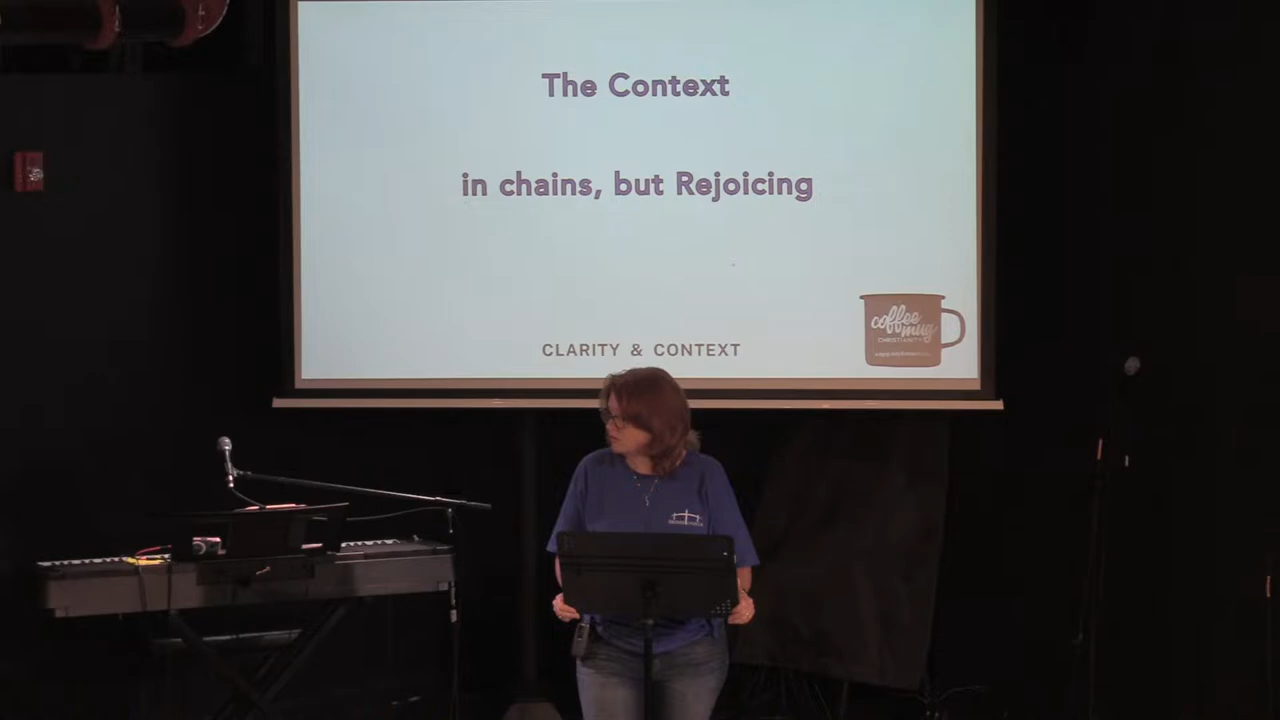 The Context
in chains, but Rejoicing
CLARITY & CONTEXT
coffee
mug
CHRISTIANITY